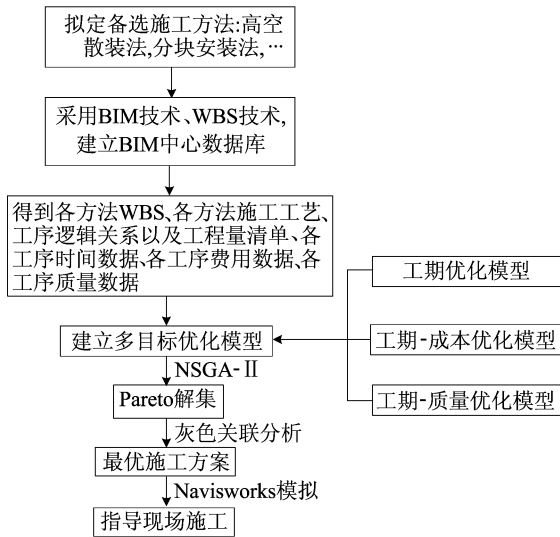 拟定备选施工方法:高空
散装法,分块安装法,…
采用BIM技术、WBS技术,
建立BIM中心数据库
得到各方法WBS、各方法施工工艺、
工序逻辑关系以及工程量清单、各
工序时间数据、各工序费用数据、各
工序质量数据
工期优化模型
建立多目标优化模型
工期-成本优化模型
NSGA-Ⅱ
Pareto解集
工期-质量优化模型
灰色关联分析
最优施工方案
Navisworks模拟
指导现场施工